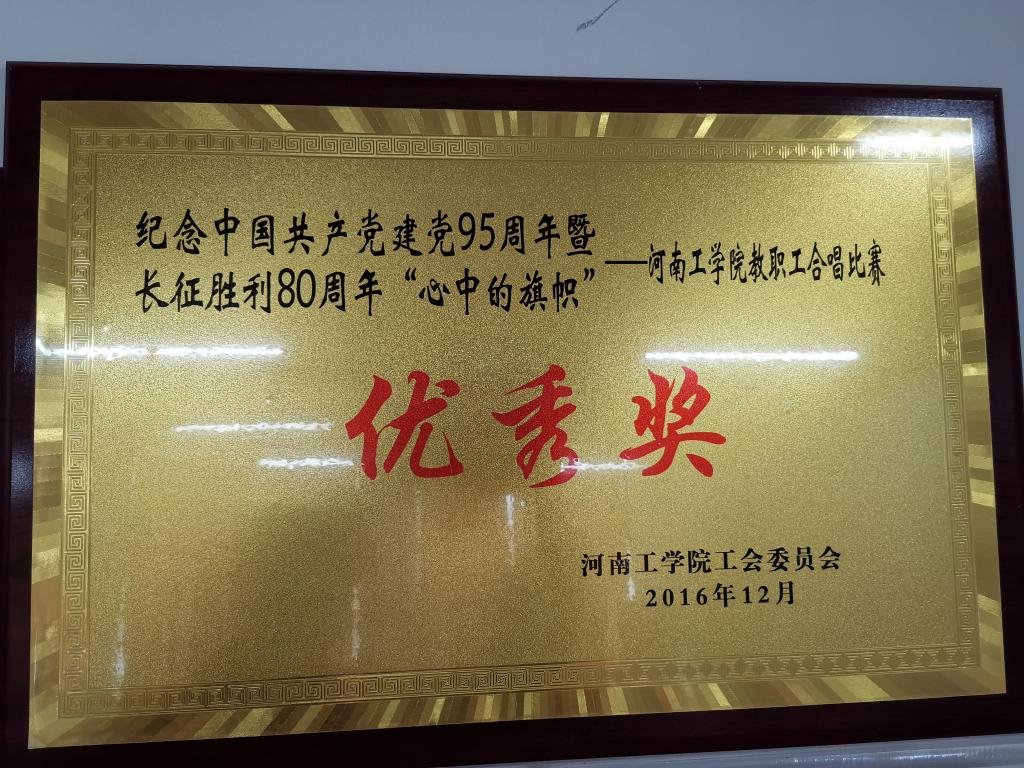 纪念中国共产党建党95周年暨
长征胜利80周年“心中的旗帜”
——河南工学院教职工合唱比赛
优秀奖
河南工学院工会委员会
2016年12月